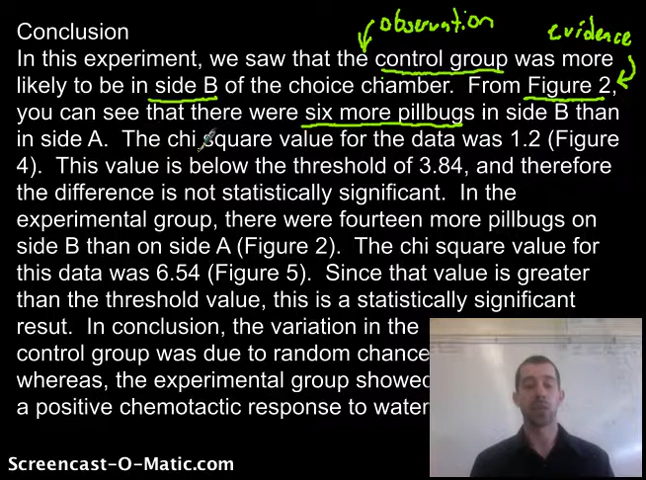 observation
evidence
Conclusion
In this experiment, we saw that the control group was more
likely to be in side B of the choice chamber.  From Figure 2,
you can see that there were six more pillbugs in side B than
in side A.  The chi square value for the data was 1.2 (Figure
4).  This value is below the threshold of 3.84, and therefore
the difference is not statistically significant.  In the
experimental group, there were fourteen more pillbugs on
side B than on side A (Figure 2).  The chi square value for
this data was 6.54 (Figure 5).  Since that value is greater
than the threshold value, this is a statistically significant
resut.  In conclusion, the variation in the
control group was due to random chance
whereas, the experimental group showed
a positive chemotactic response to water
Screencast-O-Matic.com